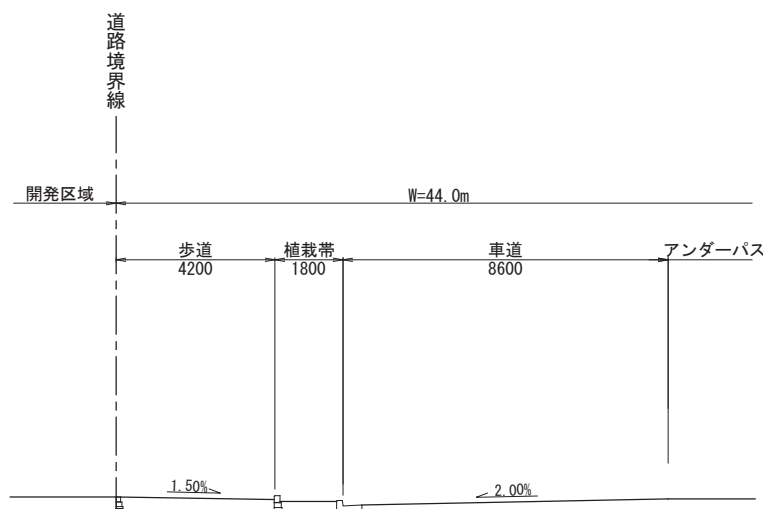 道路境界線
開発区域
W=44.0m
歩道
植栽帯
車道
アンダーパス
4200
1800
8600
1.50%
2.00%